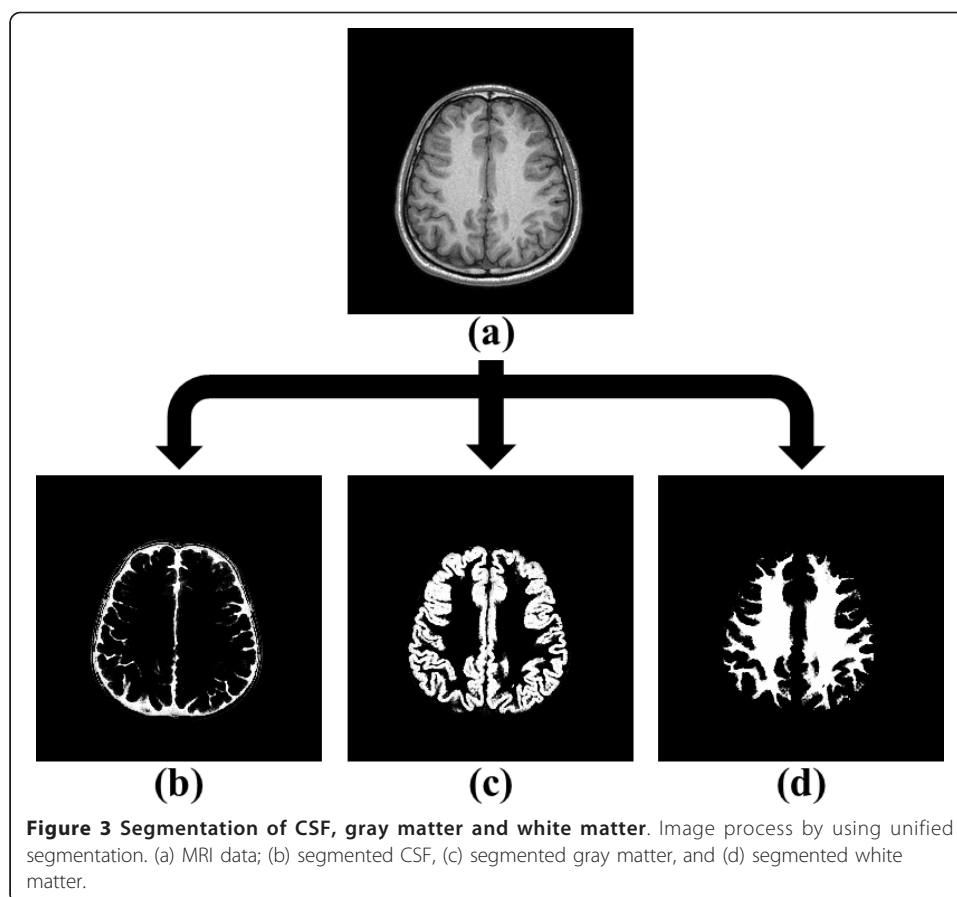 (a)
(b) (c) (d)
Figure 3 Segmentation of CSF, gray matter and white matter. Image process by using unified
segmentation. (a) MRI data; (b) segmented CSF, (c) segmented gray matter, and (d) segmented white
matter.